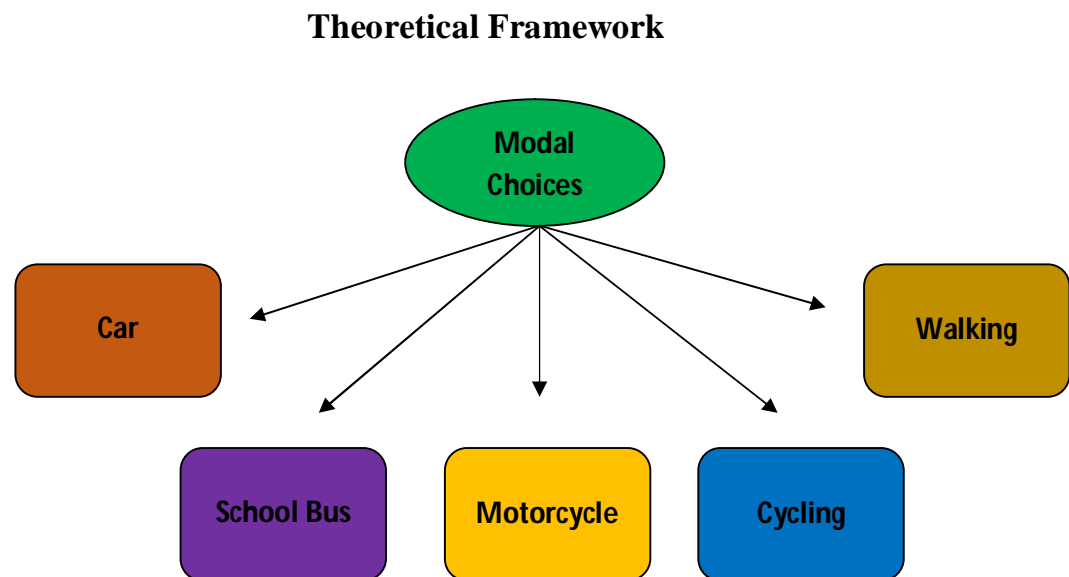 Theoretical Framework
Modal
Choices
Car
Walking
School Bus
Motorcycle
Cycling